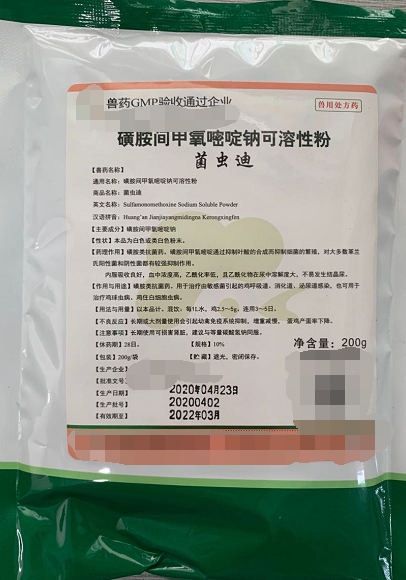 兽药GMP验收通过企业
兽用处方药
磺胺间甲氧嘧啶钠可溶性粉
菌虫迪
【兽药名称】
通用名称：磺胺间甲氧嘧啶钠可溶性粉
商品名称：菌虫迪
英文名称：Sulfamonomethoxine Sodium Soluble Powder
汉语拼音：Huang'an Jianjiayangmidingna Kerongxingfen
【主要成分】磺胺间甲氧嘧啶钠
【性状】本品为白色或类白色粉末。
【药理作用】磺胺类抗菌药。磺胺间甲氧嘧啶通过抑制叶酸的合成而抑制细菌的繁殖，对大多数革兰
氏阳性菌和阴性菌都有较强抑制作用。
内服吸收良好，血中浓度高，乙酰化率低，且乙酰化物在尿中溶解度大，不易发生结晶尿。
【作用与用途】磺胺类抗菌药。用于治疗由敏感菌引起的鸡呼吸道、消化道、泌尿道感染，也可用于
治疗鸡球虫病、鸡住白细胞虫病。
【用法与用量】以本品计。混饮：每1L水，鸡2.5～5g，连用3～5日。
【不良反应】长期或大剂量使用会引起幼禽免疫系统抑制，增重减慢， 蛋鸡产蛋率下降。
【注意事项】长期使用可损害肾脏，建议与等量碳酸氢钠同服。
【休药期】28日。 【规格】10%
净含量：200g
【包装】200g/袋 【贮藏】遮光，密闭保存。
【生产企业】
【批准文号】
【生产日期】 2020年04月23日
【生产批号】 20200402
【有效期至】 2022年03月